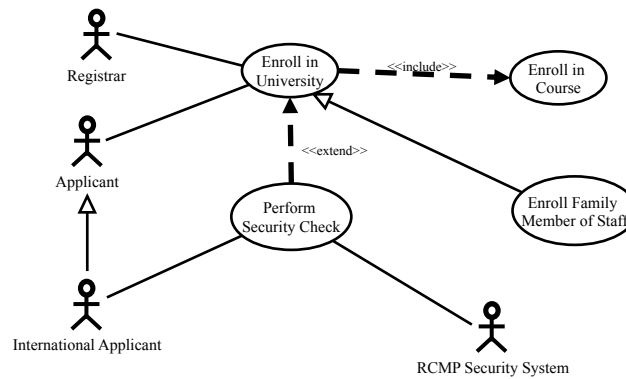 Registrar
Enroll in
University
<<include>>
Enroll in
Course
Applicant
<<extend>>
Perform
Security Check
Enroll Family
Member of Staff
International Applicant
RCMP Security System